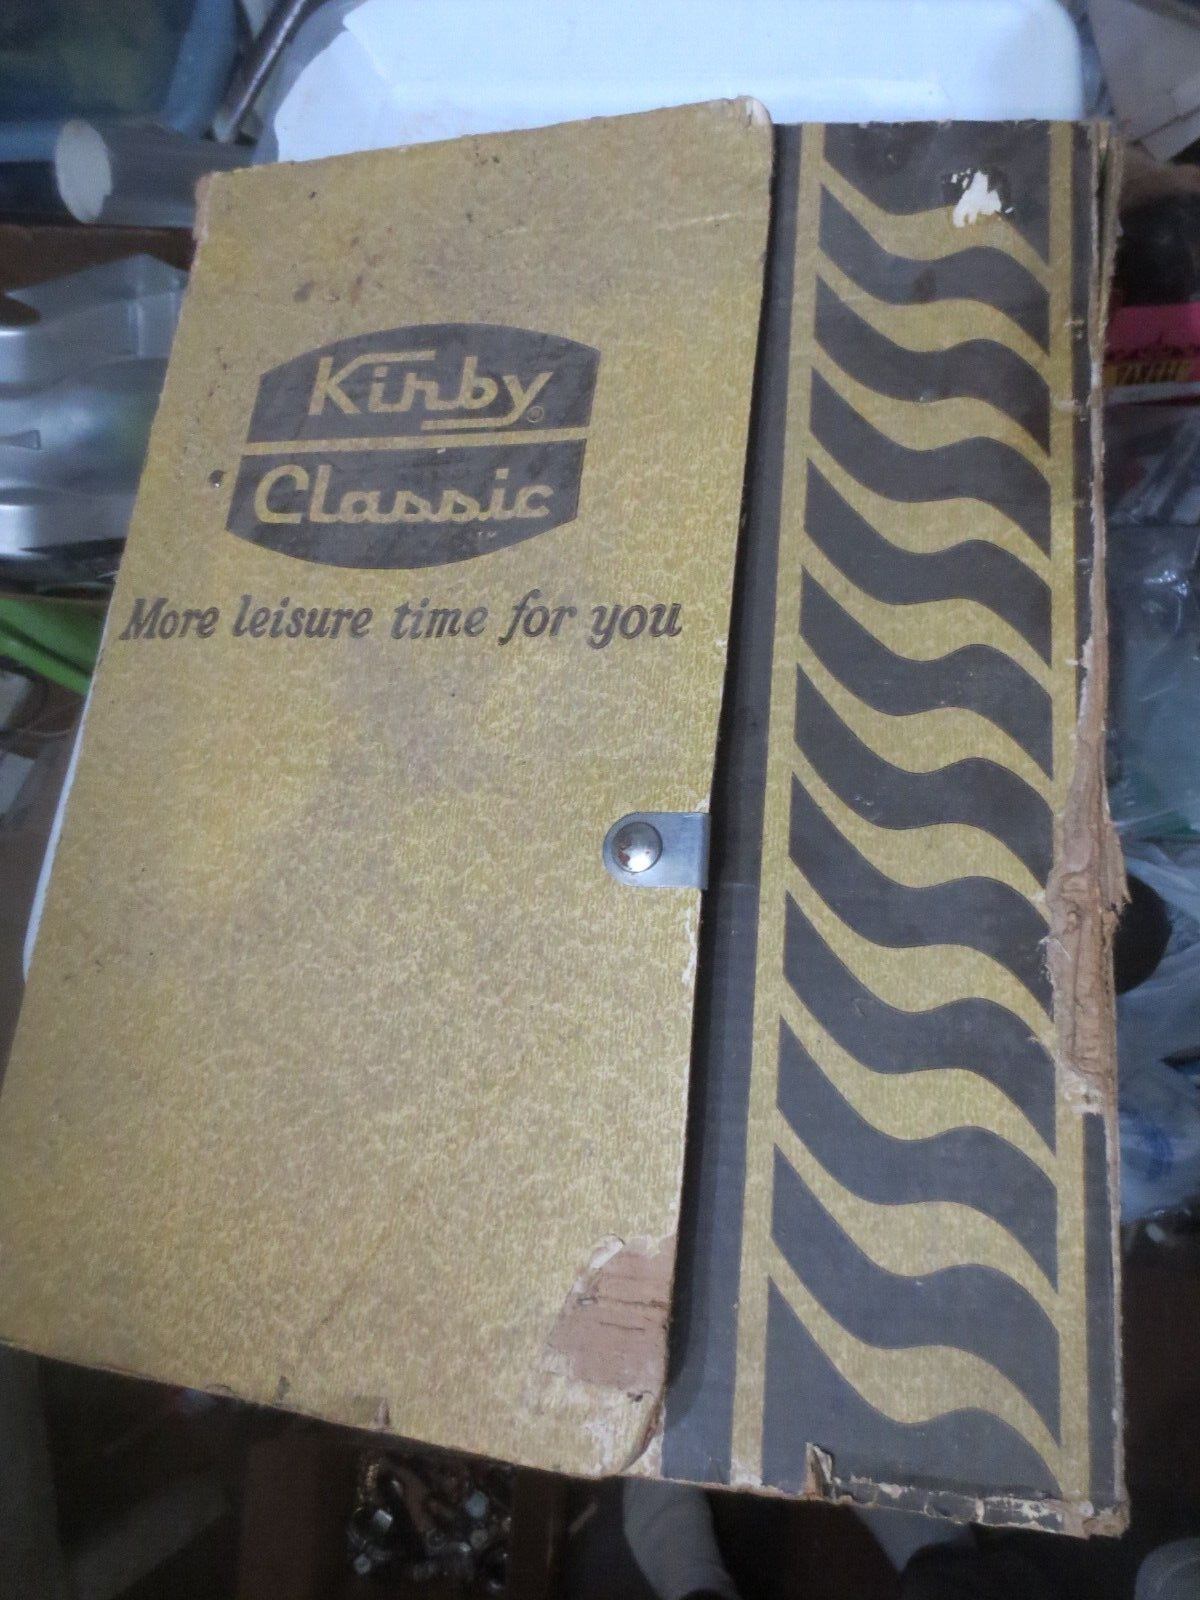 Kirby®
Classic
More leisure time for you